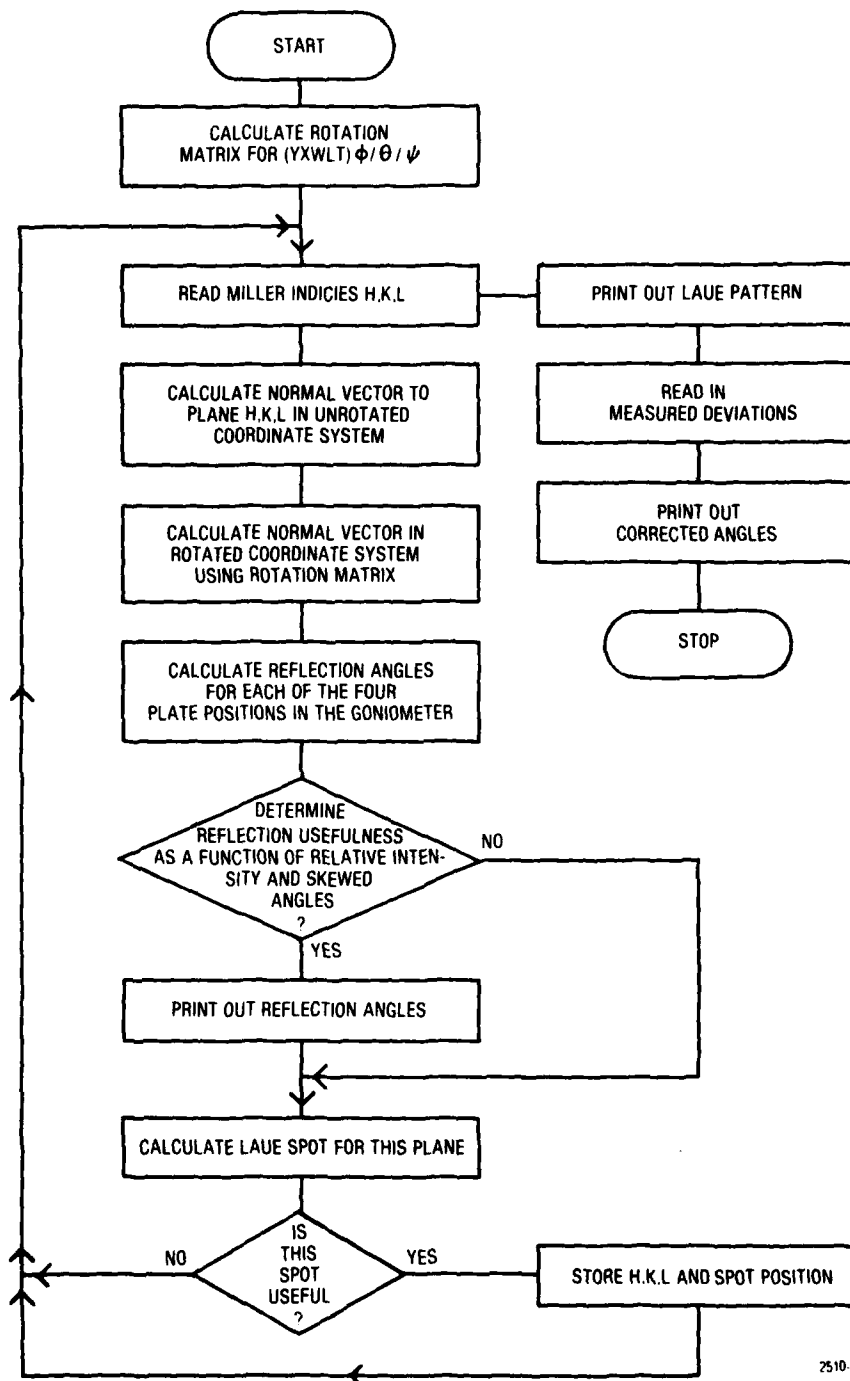 START
CALCULATE ROTATION
MATRIX FOR (YXWLT) Φ/θ/ψ
READ MILLER INDICIES H,K,L
PRINT OUT LAUE PATTERN
CALCULATE NORMAL VECTOR TO
PLANE H,K,L IN UNROTATED
COORDINATE SYSTEM
READ IN
MEASURED DEVIATIONS
CALCULATE NORMAL VECTOR IN
ROTATED COORDINATE SYSTEM
USING ROTATION MATRIX
PRINT OUT
CORRECTED ANGLES
STOP
CALCULATE REFLECTION ANGLES
FOR EACH OF THE FOUR
PLATE POSITIONS IN THE GONIOMETER
DETERMINE
REFLECTION USEFULNESS
AS A FUNCTION OF RELATIVE INTEN-
SITY AND SKEWED
ANGLES
?
NO
YES
PRINT OUT REFLECTION ANGLES
CALCULATE LAUE SPOT FOR THIS PLANE
IS
THIS
SPOT
USEFUL
?
NO
YES
STORE H,K,L AND SPOT POSITION
2510-